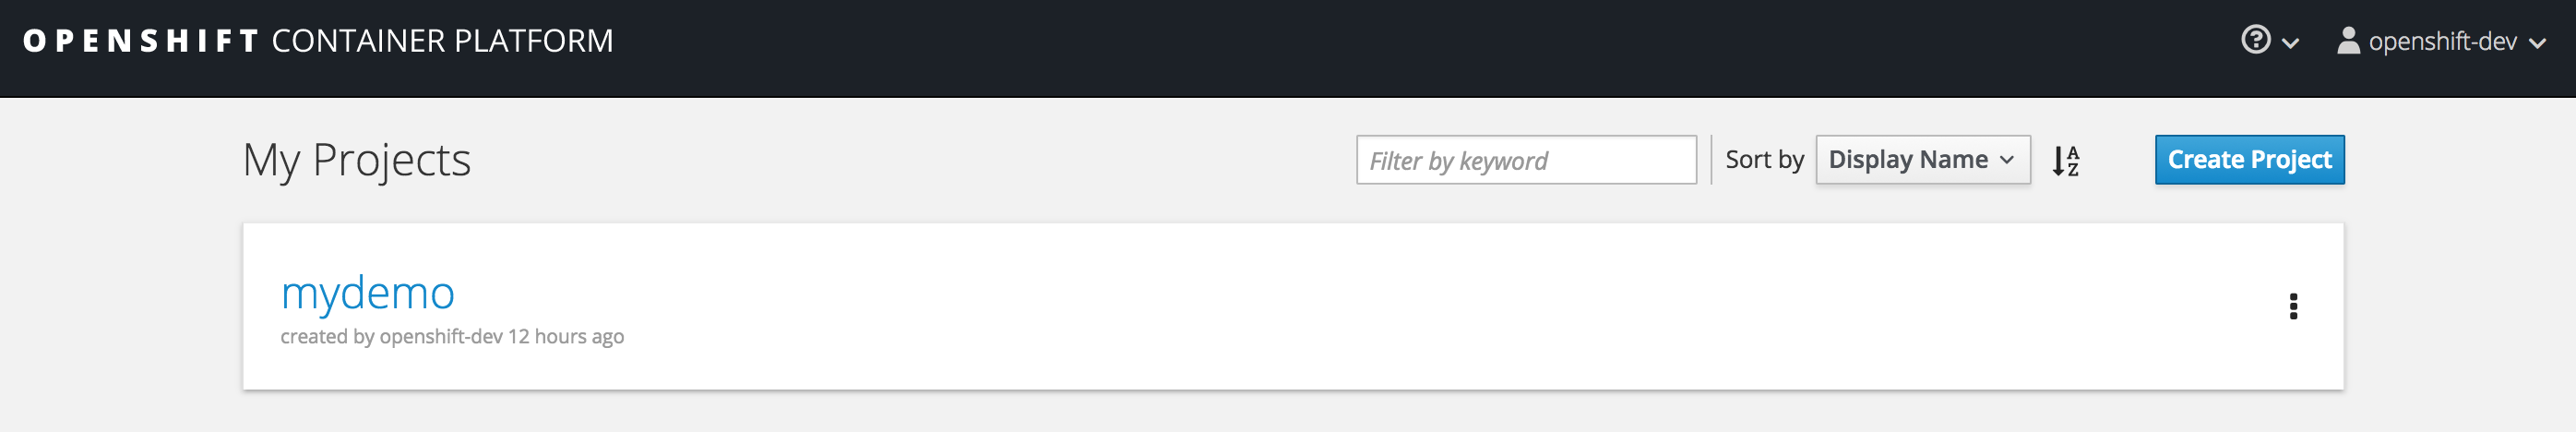 OPENSHIFT CONTAINER PLATFORM
openshift-dev
My Projects
Filter by keyword
Sort by
Display Name
A
Z
Create Project
mydemo
created by openshift-dev 12 hours ago